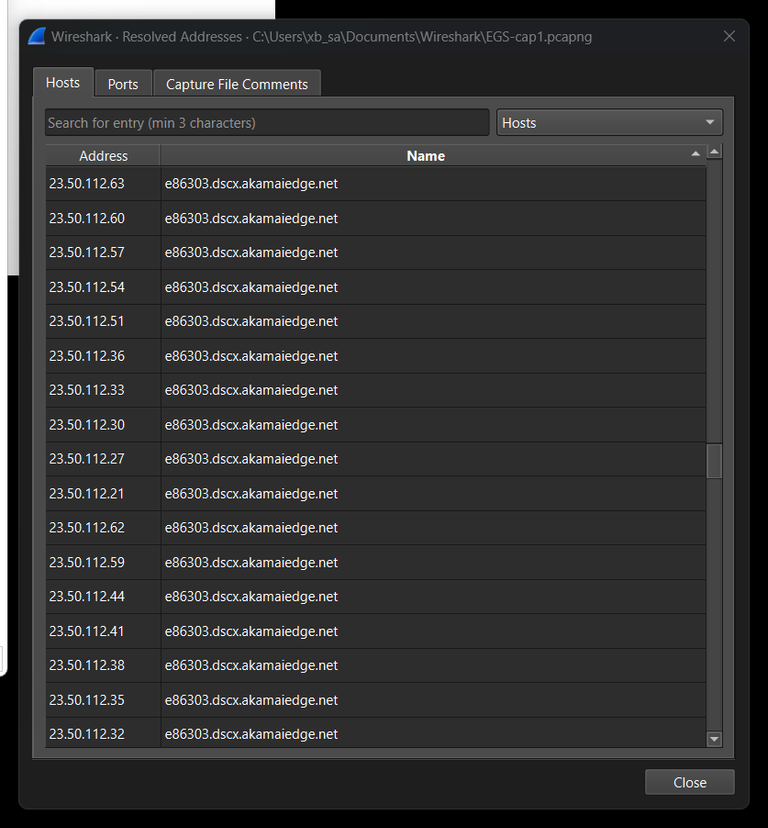 Wireshark · Resolved Addresses · C:\Users\xb_sa\Documents\Wireshark\EGS-cap1.pcapng
Hosts Ports Capture File Comments
Search for entry (min 3 characters) Hosts
Address Name
23.50.112.63 e86303.dscx.akamaiedge.net
23.50.112.60 e86303.dscx.akamaiedge.net
23.50.112.57 e86303.dscx.akamaiedge.net
23.50.112.54 e86303.dscx.akamaiedge.net
23.50.112.51 e86303.dscx.akamaiedge.net
23.50.112.36 e86303.dscx.akamaiedge.net
23.50.112.33 e86303.dscx.akamaiedge.net
23.50.112.30 e86303.dscx.akamaiedge.net
23.50.112.27 e86303.dscx.akamaiedge.net
23.50.112.21 e86303.dscx.akamaiedge.net
23.50.112.62 e86303.dscx.akamaiedge.net
23.50.112.59 e86303.dscx.akamaiedge.net
23.50.112.44 e86303.dscx.akamaiedge.net
23.50.112.41 e86303.dscx.akamaiedge.net
23.50.112.38 e86303.dscx.akamaiedge.net
23.50.112.35 e86303.dscx.akamaiedge.net
23.50.112.32 e86303.dscx.akamaiedge.net
Close